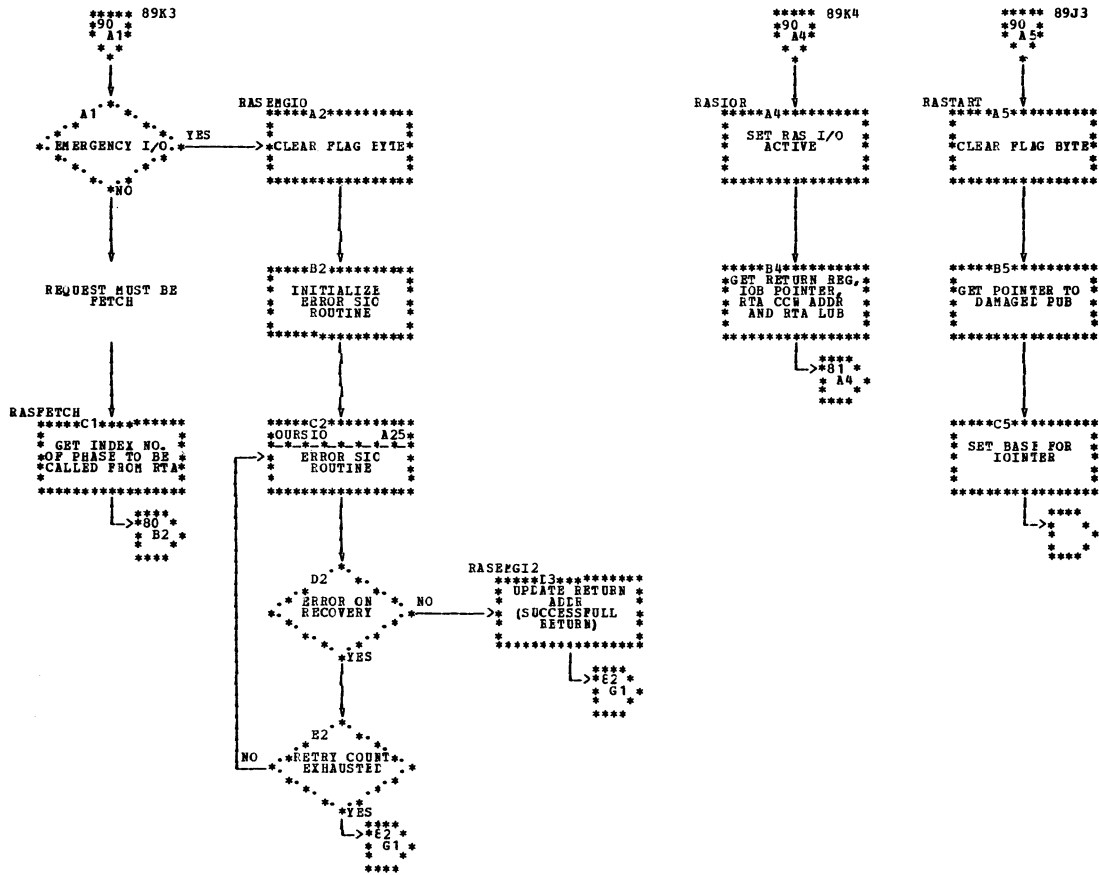 89K3
90
A1
89K4
90
A4
89J3
90
A5
A1
EMERGENCY I/O
YES
NO
RASEMGIO
A2
CLEAR FLAG BYTE
RASIOR
A4
SET RAS I/O
ACTIVE
RASTART
A5
CLEAR FLAG BYTE
REQUEST MUST BE
FETCH
B2
INITIALIZE
ERROR SIO
ROUTINE
B4
GET RETURN REG,
IOB POINTER,
RTA CCW ADDR
AND RTA LUB
81
A4
B5
GET POINTER TO
DAMAGED PUB
RASFETCH
C1
GET INDEX NO.
OF PHASE TO BE
CALLED FROM RTA
80
B2
C2
OURSIO A25
ERROR SIO
ROUTINE
C5
SET BASE FOR
D2
ERROR ON
RECOVERY
NO
YES
RASEMGI2
D3
UPDATE RETURN
ADDR
(SUCCESSFULL
RETURN)
82
G1
E2
RETRY COUNT
EXHAUSTED
NO
YES
82
G1